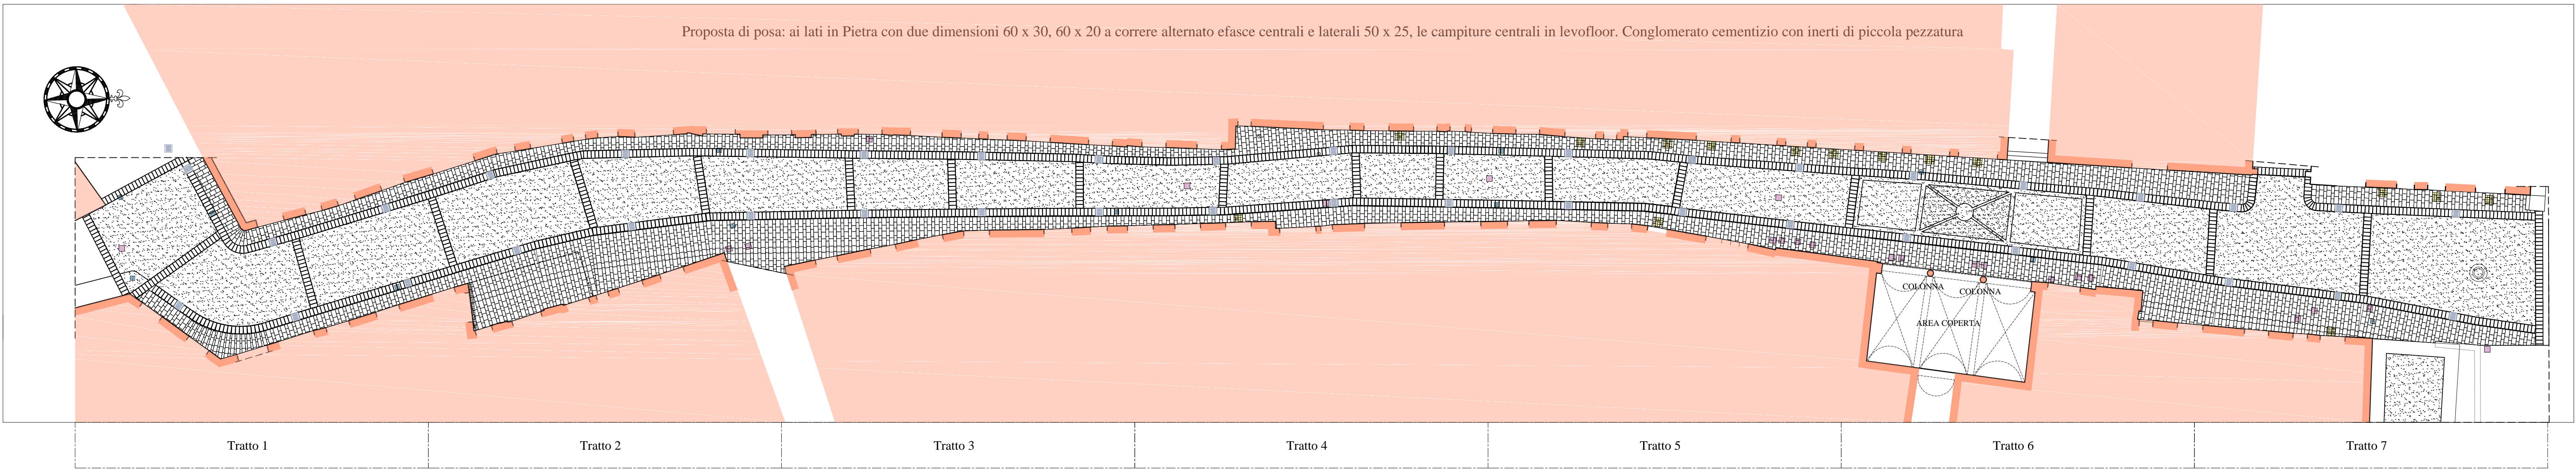 Proposta di posa: ai lati in Pietra con due dimensioni 60 x 30, 60 x 20 a correre alternato efasce centrali e laterali 50 x 25, le campiture centrali in levofloor. Conglomerato cementizio con inerti di piccola pezzatura
COLONNA
COLONNA
AREA COPERTA
Tratto 1
Tratto 2
Tratto 3
Tratto 4
Tratto 5
Tratto 6
Tratto 7